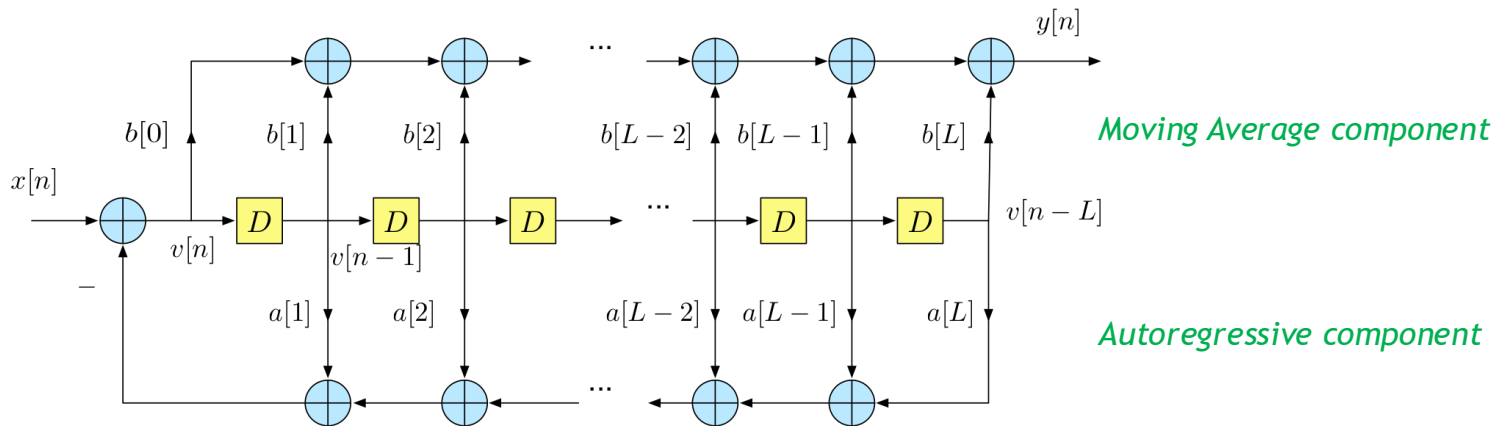 y[n]
...
b[0] b[1] b[2] b[L − 2] b[L − 1] b[L]
Moving Average component
x[n]
D D D ... D D
v[n] v[n − 1] v[n − L]
−
a[1] a[2] a[L − 2] a[L − 1] a[L]
Autoregressive component
...